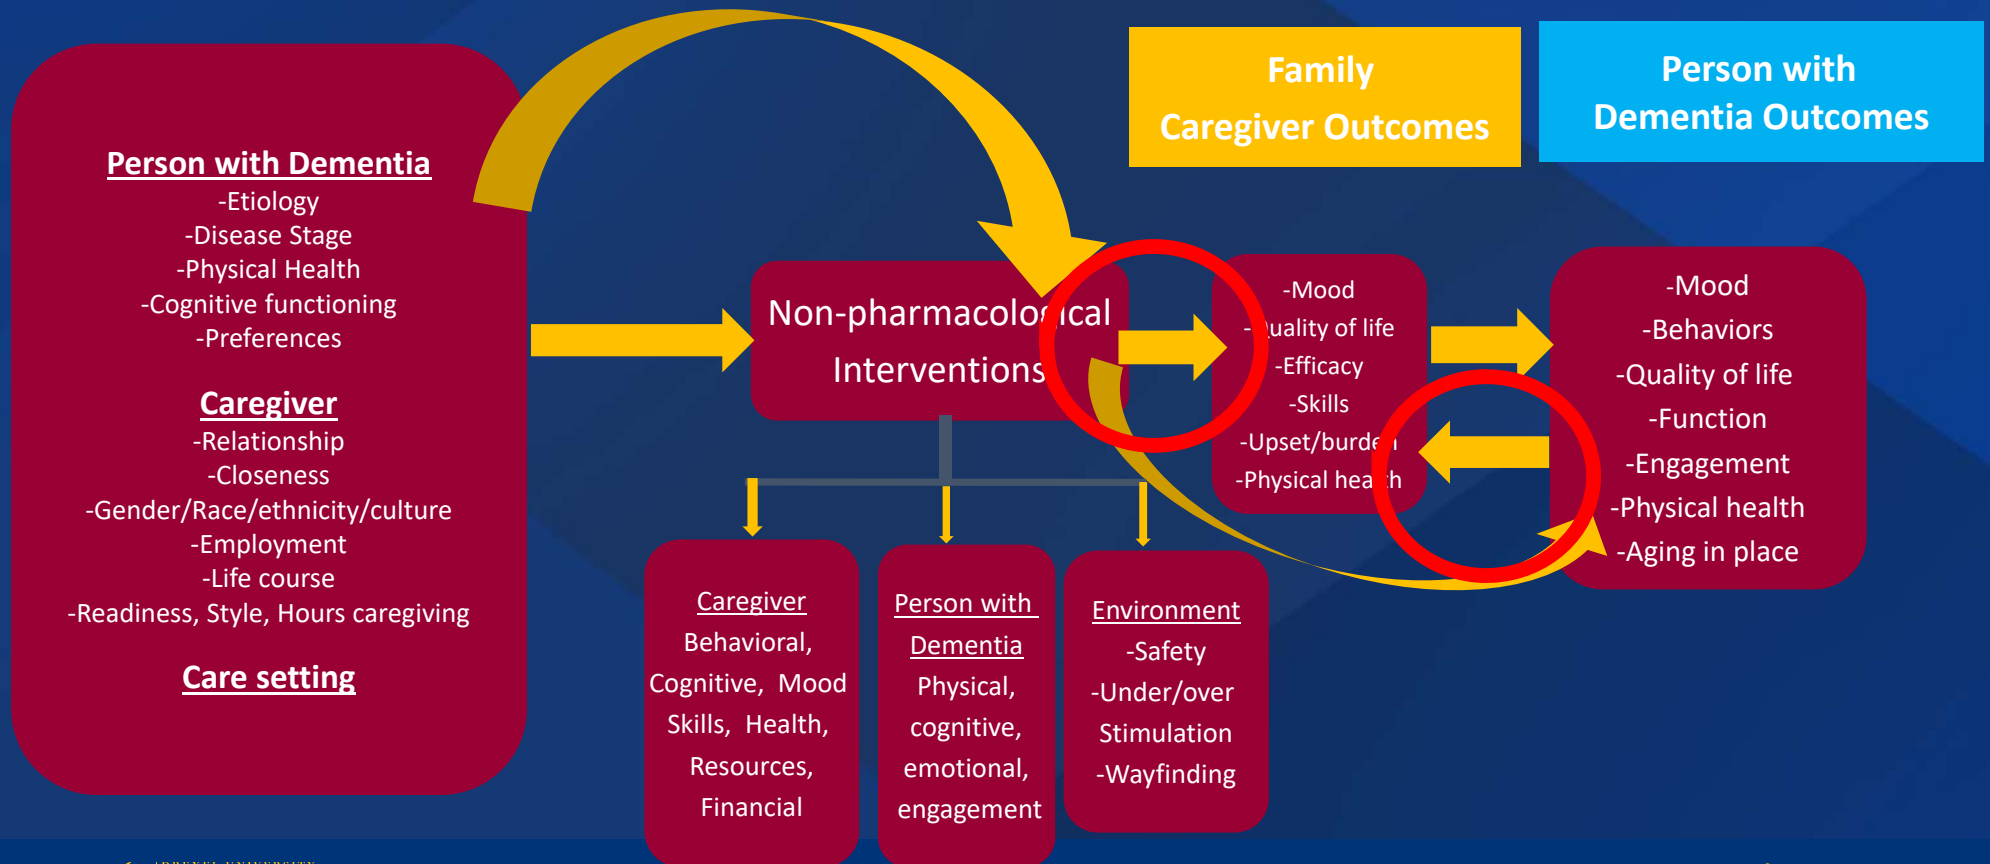 Family
Caregiver Outcomes
Person with
Dementia Outcomes
Person with Dementia
-Etiology
-Disease Stage
-Physical Health
-Cognitive functioning
-Preferences
Caregiver
-Relationship
-Closeness
-Gender/Race/ethnicity/culture
-Employment
-Life course
-Readiness, Style, Hours caregiving
Care setting
Non-pharmacological
Interventions
-Mood
-Quality of life
-Efficacy
-Skills
-Upset/burden
-Physical health
-Mood
-Behaviors
-Quality of life
-Function
-Engagement
-Physical health
-Aging in place
Caregiver
Behavioral,
Cognitive, Mood
Skills, Health,
Resources,
Financial
Person with
Dementia
Physical,
cognitive,
emotional,
engagement
Environment
-Safety
-Under/over
Stimulation
-Wayfinding